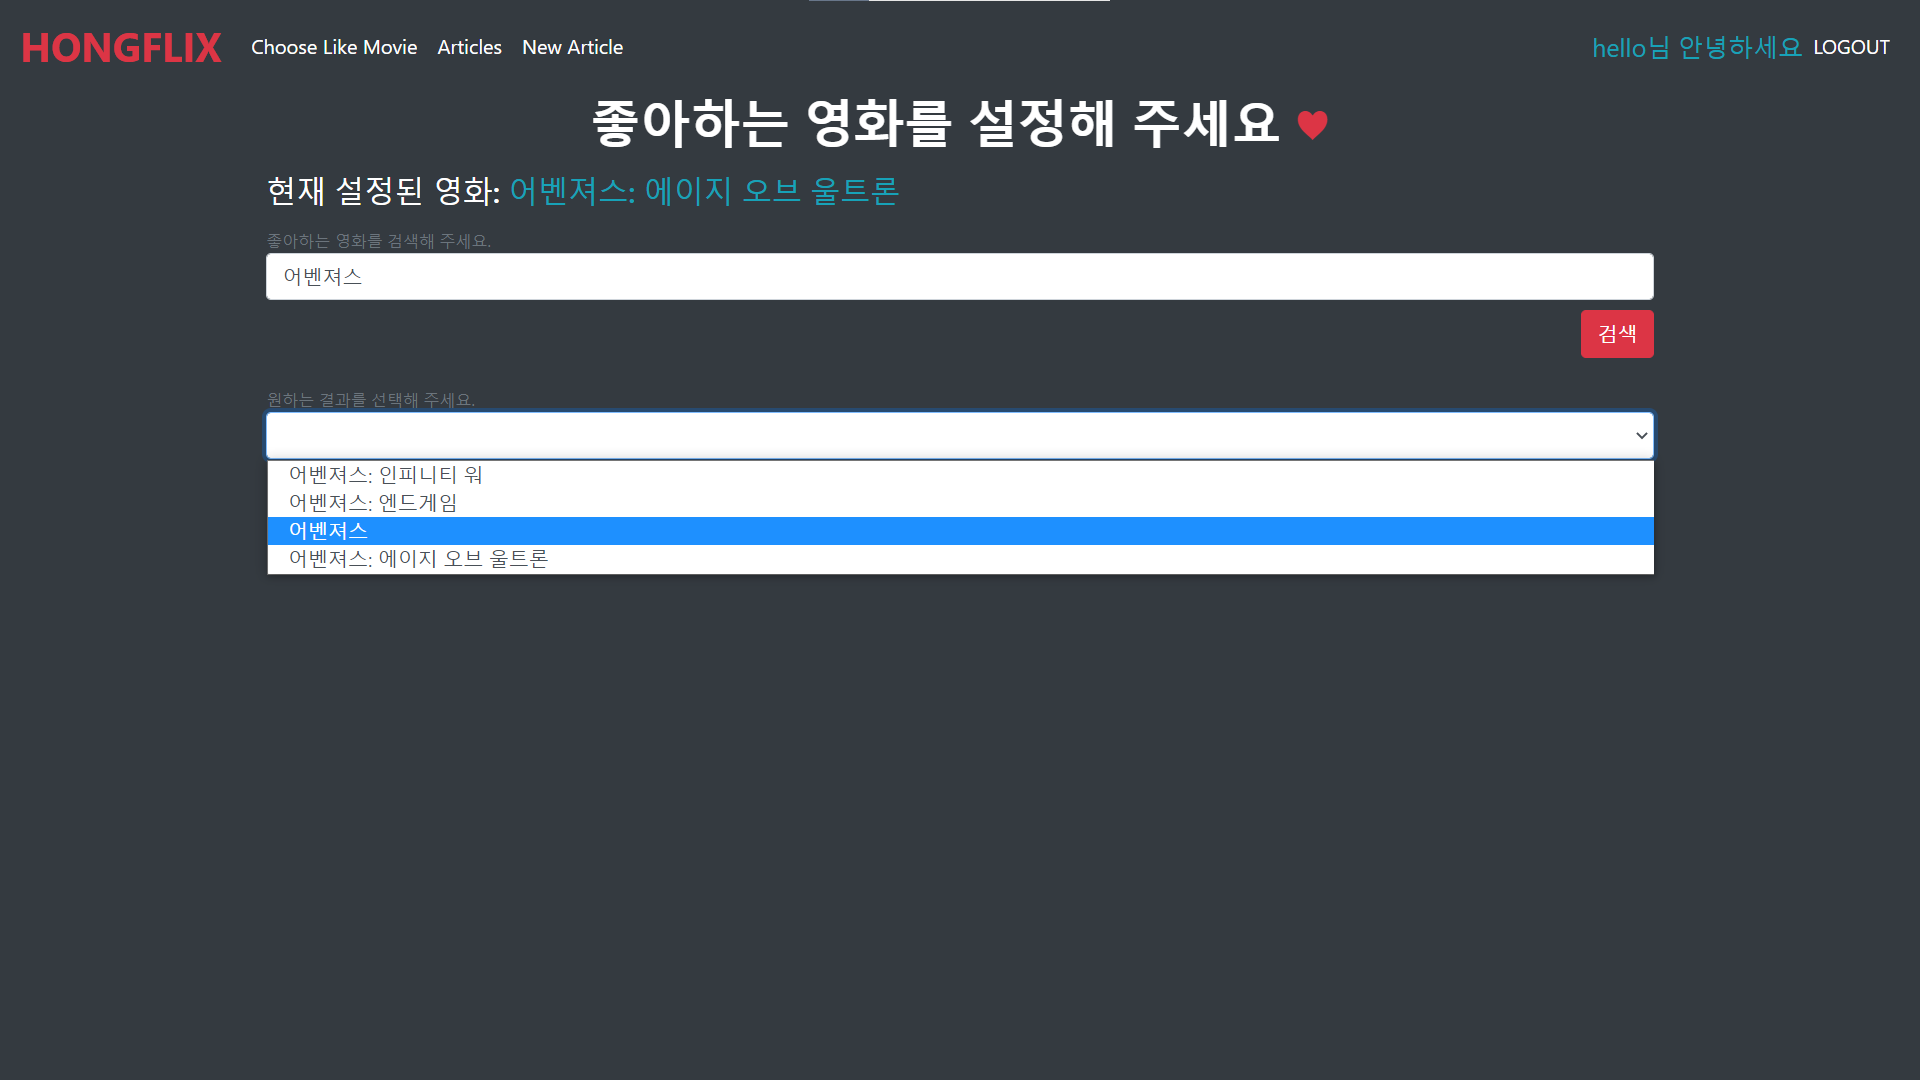 HONGFLIX Choose Like Movie Articles New Article hello님 안녕하세요 LOGOUT
좋아하는 영화를 설정해 주세요
현재 설정된 영화: 어벤져스: 에이지 오브 울트론
좋아하는 영화를 검색해 주세요.
어벤져스
검색
원하는 결과를 선택해 주세요.
어벤져스: 인피니티 워
어벤져스: 엔드게임
어벤져스
어벤져스: 에이지 오브 울트론